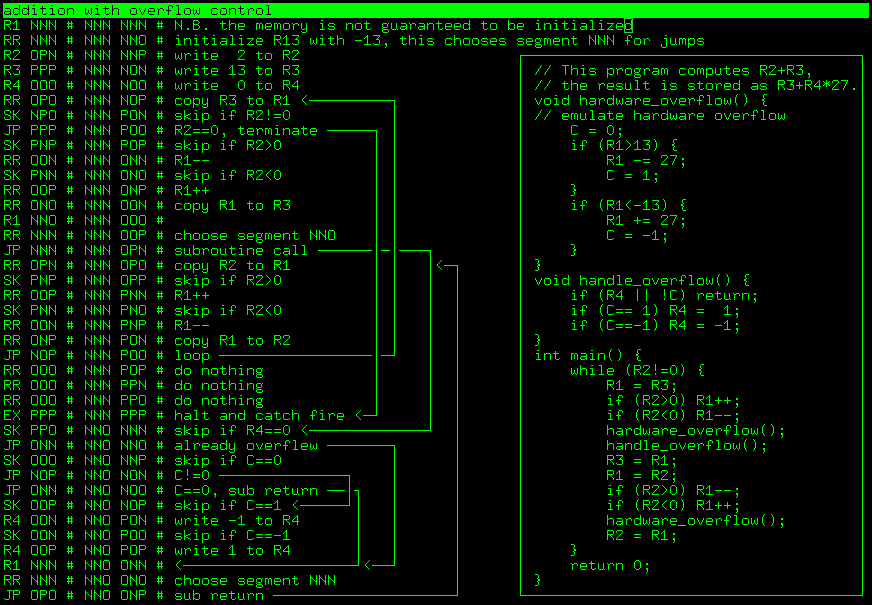 addition with overflow control
R1 NNN # NNN NNN # N.B. the memory is not guaranteed to be initialized
RR NNN # NNN NNO # initialize R13 with -13, this chooses segment NNN for jumps
R2 OPN # NNN NNP # write  2 to R2
R3 PPP # NNN NON # write 13 to R3
R4 OOO # NNN NOO # write  0 to R4
RR OPO # NNN NOP # copy R3 to R1
SK NPO # NNN PON # skip if R2!=0
JP PPP # NNN POO # R2==0, terminate
SK PNP # NNN POP # skip if R2>0
RR OON # NNN ONN # R1--
SK PNN # NNN ONO # skip if R2<0
RR OOP # NNN ONP # R1++
RR ONO # NNN OON # copy R1 to R3
R1 NNO # NNN OOO #
RR NNN # NNN OOP # choose segment NNO
JP NNN # NNN OPN # subroutine call
RR OPN # NNN OPO # copy R2 to R1
SK PNP # NNN OPP # skip if R2>0
RR OOP # NNN PNN # R1++
SK PNN # NNN PNO # skip if R2<0
RR OON # NNN PNP # R1--
RR ONP # NNN PON # copy R1 to R2
JP NOP # NNN POO # loop
RR OOO # NNN POP # do nothing
RR OOO # NNN PPN # do nothing
RR OOO # NNN PPO # do nothing
EX PPP # NNN PPP # halt and catch fire
SK PPO # NNO NNN # skip if R4==0
JP ONN # NNO NNO # already overflew
SK OOO # NNO NNP # skip if C==0
JP NOP # NNO NON # C!=0
JP ONN # NNO NOO # C==0, sub return
SK OOP # NNO NOP # skip if C==1
R4 OON # NNO PON # write -1 to R4
SK OON # NNO POO # skip if C==-1
R4 OOP # NNO POP # write 1 to R4
R1 NNN # NNO ONN #
RR NNN # NNO ONO # choose segment NNN
JP OPO # NNO ONP # sub return
// This program computes R2+R3,
// the result is stored as R3+R4*27.
void hardware_overflow() {
// emulate hardware overflow
C = 0;
if (R1>13) {
R1 -= 27;
C = 1;
}
if (R1<-13) {
R1 += 27;
C = -1;
}
}
void handle_overflow() {
if (R4 || !C) return;
if (C== 1) R4 =  1;
if (C==-1) R4 = -1;
}
int main() {
while (R2!=0) {
R1 = R3;
if (R2>0) R1++;
if (R2<0) R1--;
hardware_overflow();
handle_overflow();
R3 = R1;
R1 = R2;
if (R2>0) R1--;
if (R2<0) R1++;
hardware_overflow();
R2 = R1;
}
return 0;
}